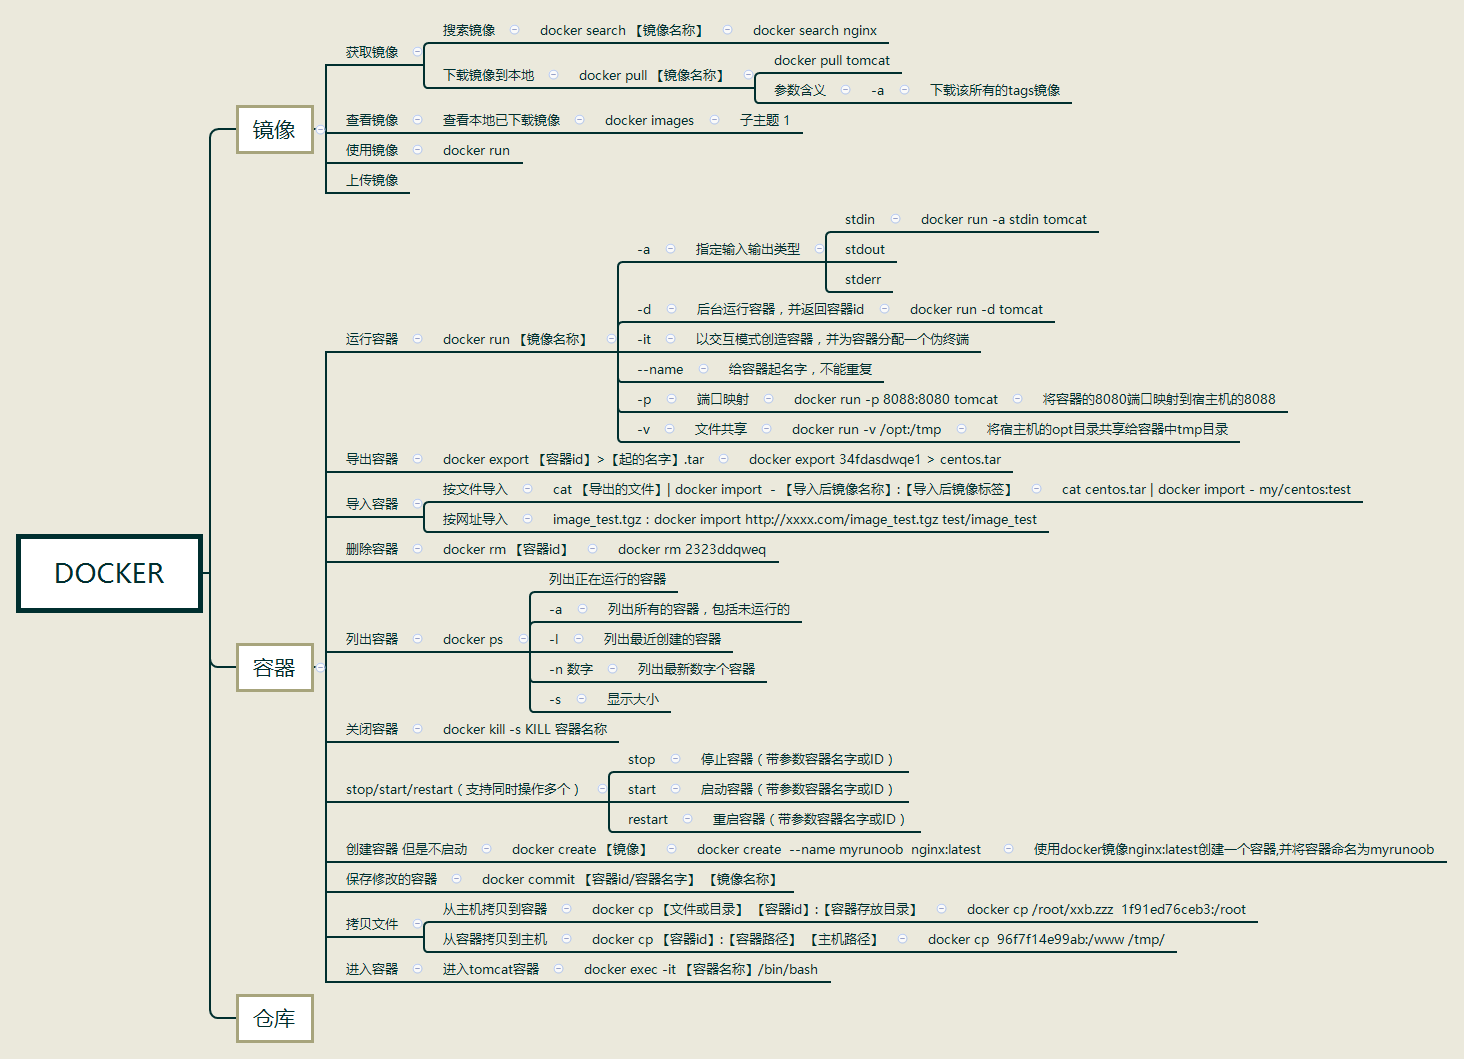 DOCKER
镜像
获取镜像
搜索镜像
docker search 【镜像名称】
docker search nginx
下载镜像到本地
docker pull 【镜像名称】
docker pull tomcat
参数含义
-a
下载该所有的tags镜像
查看镜像
查看本地已下载镜像
docker images
子主题 1
使用镜像
docker run
上传镜像
容器
运行容器
docker run 【镜像名称】
-a
指定输入输出类型
stdin
docker run -a stdin tomcat
stdout
stderr
-d
后台运行容器，并返回容器id
docker run -d tomcat
-it
以交互模式创造容器，并为容器分配一个伪终端
--name
给容器起名字，不能重复
-p
端口映射
docker run -p 8088:8080 tomcat
将容器的8080端口映射到宿主机的8088
-v
文件共享
docker run -v /opt:/tmp
将宿主机的opt目录共享给容器中tmp目录
导出容器
docker export 【容器id】>【起的名字】.tar
docker export 34fdasdwqe1 > centos.tar
导入容器
按文件导入
cat 【导出的文件】| docker import - 【导入后镜像名称】:【导入后镜像标签】
cat centos.tar | docker import - my/centos:test
按网址导入
image_test.tgz : docker import http://xxxx.com/image_test.tgz test/image_test
删除容器
docker rm 【容器id】
docker rm 2323ddqweq
列出容器
docker ps
列出正在运行的容器
-a
列出所有的容器，包括未运行的
-l
列出最近创建的容器
-n 数字
列出最新数字个容器
-s
显示大小
关闭容器
docker kill -s KILL 容器名称
stop/start/restart（支持同时操作多个）
stop
停止容器（带参数容器名字或ID）
start
启动容器（带参数容器名字或ID）
restart
重启容器（带参数容器名字或ID）
创建容器 但是不启动
docker create 【镜像】
docker create --name myrunoob nginx:latest
使用docker镜像nginx:latest创建一个容器,并将容器命名为myrunoob
保存修改的容器
docker commit 【容器id/容器名字】 【镜像名称】
拷贝文件
从主机拷贝到容器
docker cp 【文件或目录】 【容器id】:【容器存放目录】
docker cp /root/xxb.zzz 1f91ed76ceb3:/root
从容器拷贝到主机
docker cp 【容器id】:【容器路径】 【主机路径】
docker cp 96f7f14e99ab:/www /tmp/
进入容器
进入tomcat容器
docker exec -it 【容器名称】/bin/bash
仓库